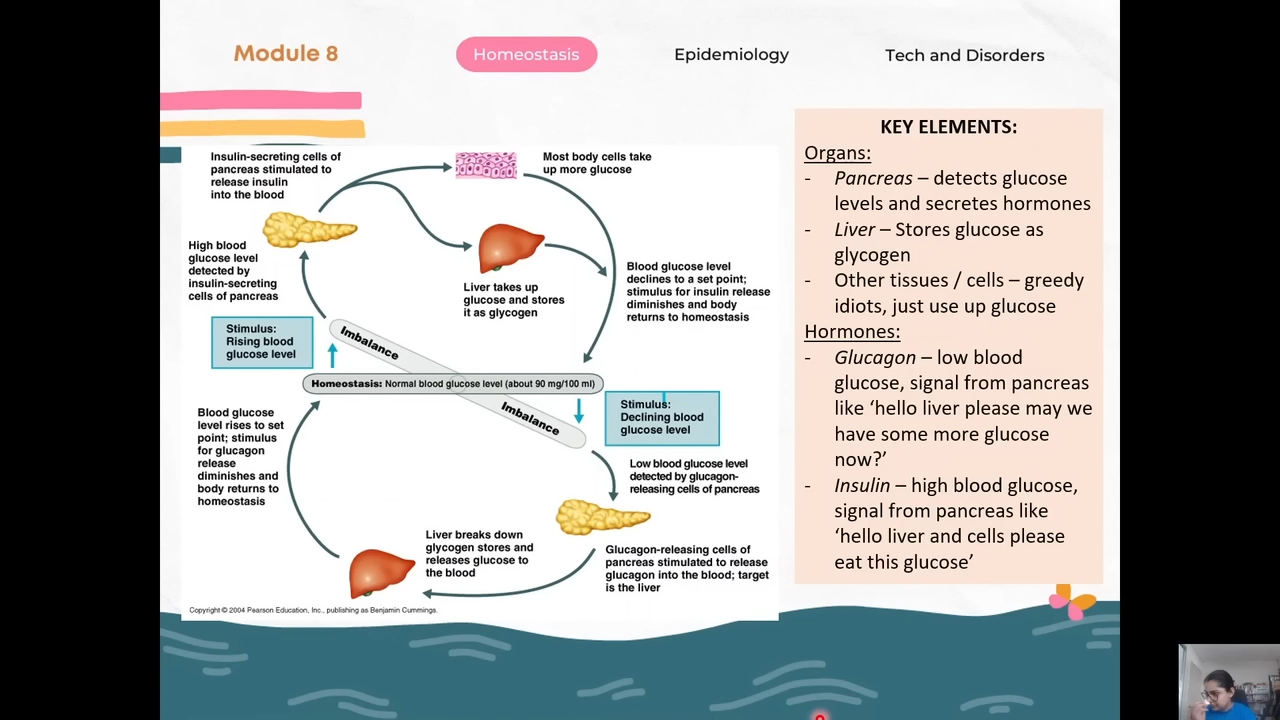 Module 8
Homeostasis
Epidemiology
Tech and Disorders
Insulin-secreting cells of
pancreas stimulated to
release insulin
into the blood
Most body cells take
up more glucose
High blood
glucose level
detected by
insulin-secreting
cells of pancreas
Liver takes up
glucose and stores
it as glycogen
Blood glucose level
declines to a set point;
stimulus for insulin release
diminishes and body
returns to homeostasis
Stimulus:
Rising blood
glucose level
Imbalance
Homeostasis: Normal blood glucose level (about 90 mg/100 ml)
Imbalance
Stimulus:
Declining blood
glucose level
Blood glucose
level rises to set
point; stimulus
for glucagon
release
diminishes and
body returns to
homeostasis
Low blood glucose level
detected by glucagon-
releasing cells of pancreas
Liver breaks down
glycogen stores and
releases glucose to
the blood
Glucagon-releasing cells of
pancreas stimulated to release
glucagon into the blood; target
is the liver
Copyright © 2004 Pearson Education, Inc., publishing as Benjamin Cummings.
KEY ELEMENTS:
Organs:
- Pancreas – detects glucose
levels and secretes hormones
- Liver – Stores glucose as
glycogen
- Other tissues / cells – greedy
idiots, just use up glucose
Hormones:
- Glucagon – low blood
glucose, signal from pancreas
like ‘hello liver please may we
have some more glucose
now?’
- Insulin – high blood glucose,
signal from pancreas like
‘hello liver and cells please
eat this glucose’